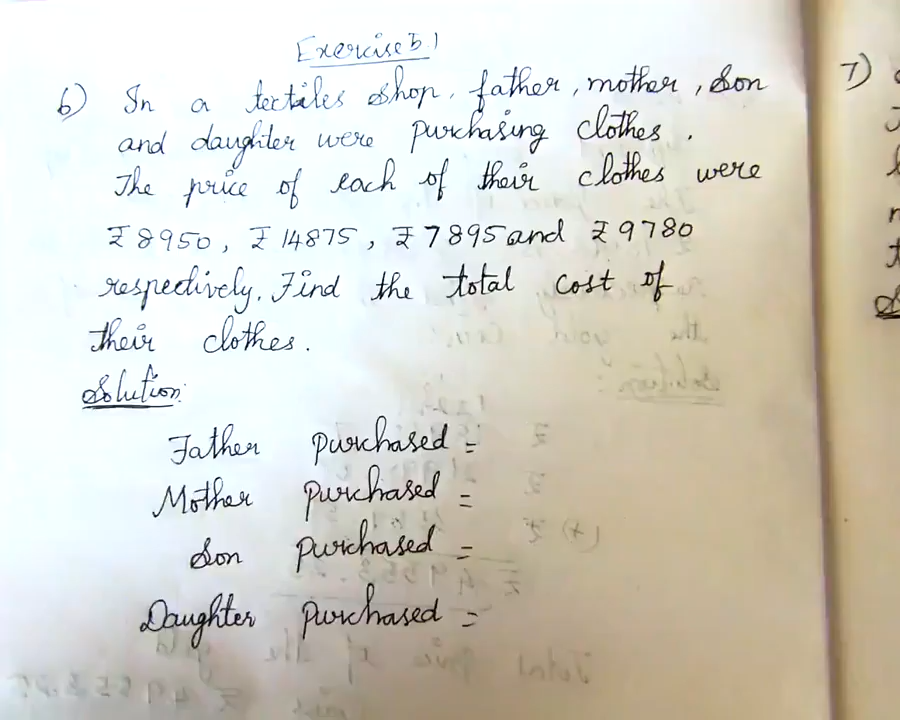 Exercise 5.1
6) In a textiles shop, father, mother, Son
and daughter were purchasing clothes.
The price of each of their clothes were
₹8950, ₹14875, ₹7895 and ₹9780
respectively. Find the total cost of
their clothes.
Solution:
Father purchased =
Mother purchased =
Son purchased =
Daughter purchased =
7)